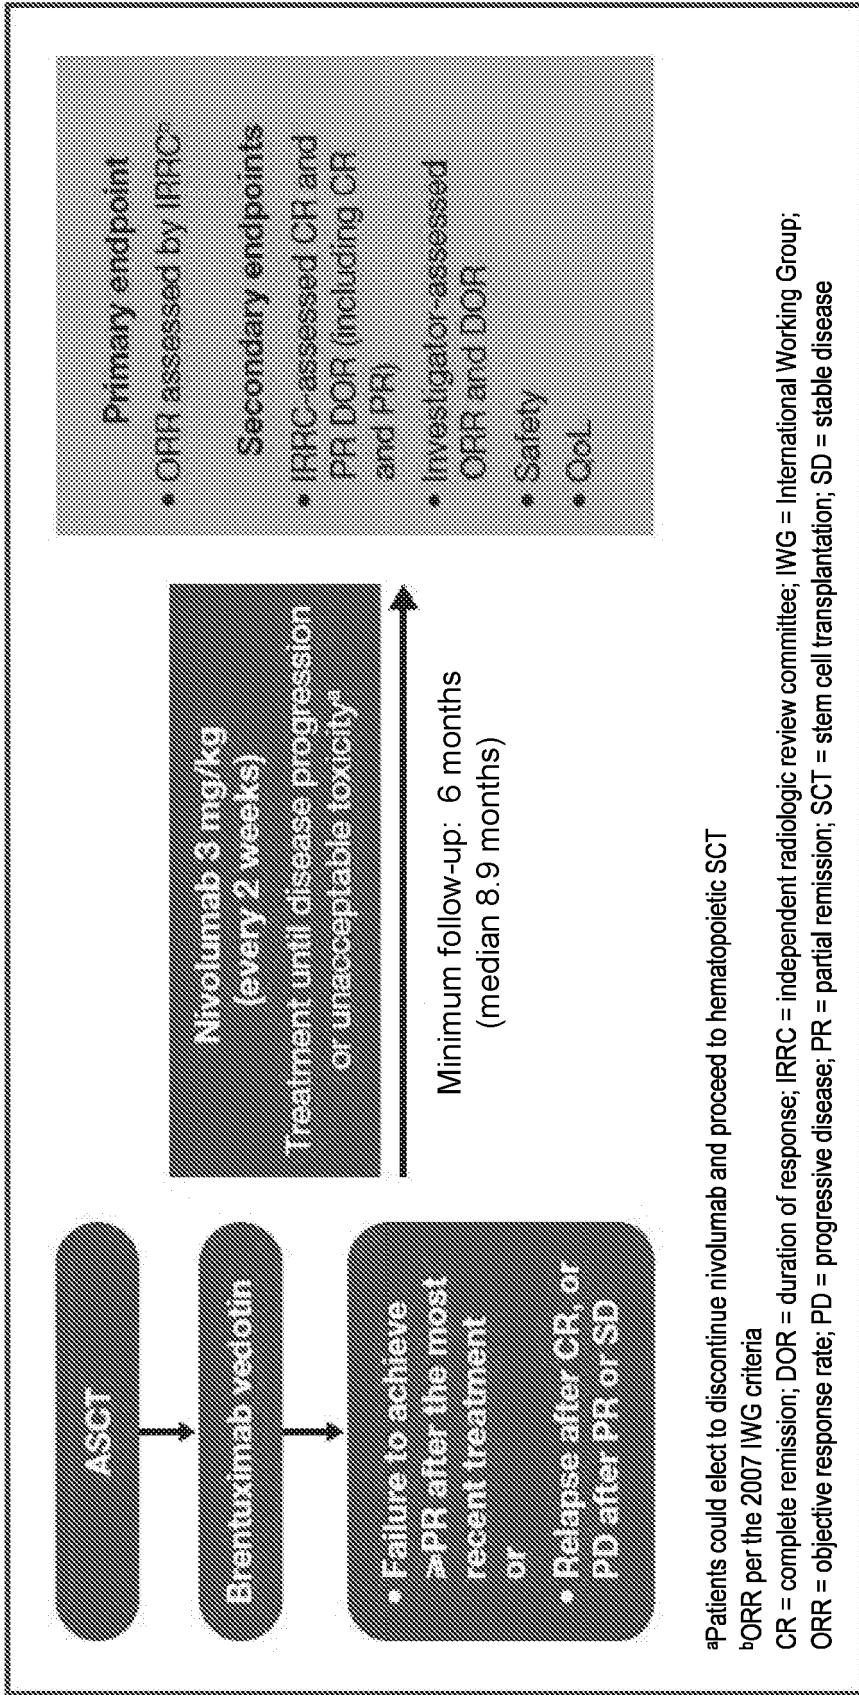 ASCT
Brentuximab vedotin
• Failure to achieve
≥PR after the most
recent treatment
or
• Relapse after CR, or
PD after PR or SD
Nivolumab 3 mg/kg
(every 2 weeks)
Treatment until disease progression
or unacceptable toxicityᵃ
Minimum follow-up: 6 months
(median 8.9 months)
Primary endpoint
• ORR assessed by IRRCᵇ
Secondary endpoints
• IRRC-assessed CR and
PR DOR (including CR
and PR)
• Investigator-assessed
ORR and DOR
• Safety
• QoL
ᵃPatients could elect to discontinue nivolumab and proceed to hematopoietic SCT
ᵇORR per the 2007 IWG criteria
CR = complete remission; DOR = duration of response; IRRC = independent radiologic review committee; IWG = International Working Group;
ORR = objective response rate; PD = progressive disease; PR = partial remission; SCT = stem cell transplantation; SD = stable disease